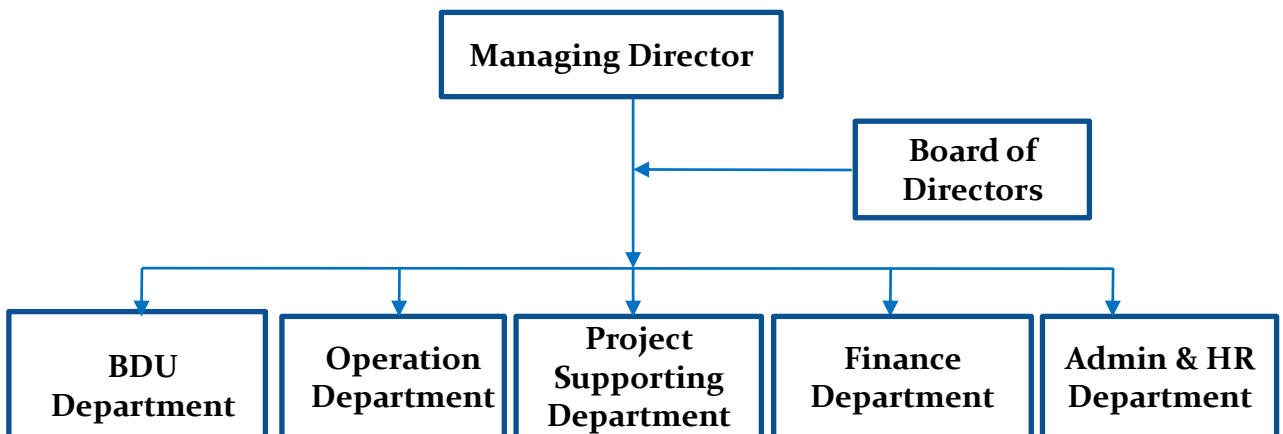 Managing Director
Board of
Directors
BDU
Department
Operation
Department
Project
Supporting
Department
Finance
Department
Admin & HR
Department